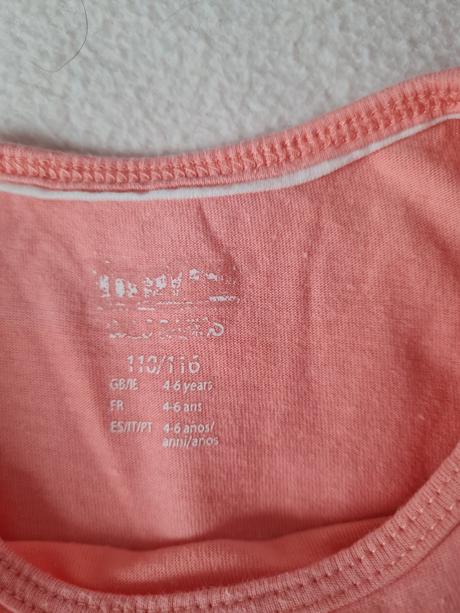 110/116
GB/IE 4-6 years
FR 4-6 ans
ES/IT/PT 4-6 años/
anni/anos